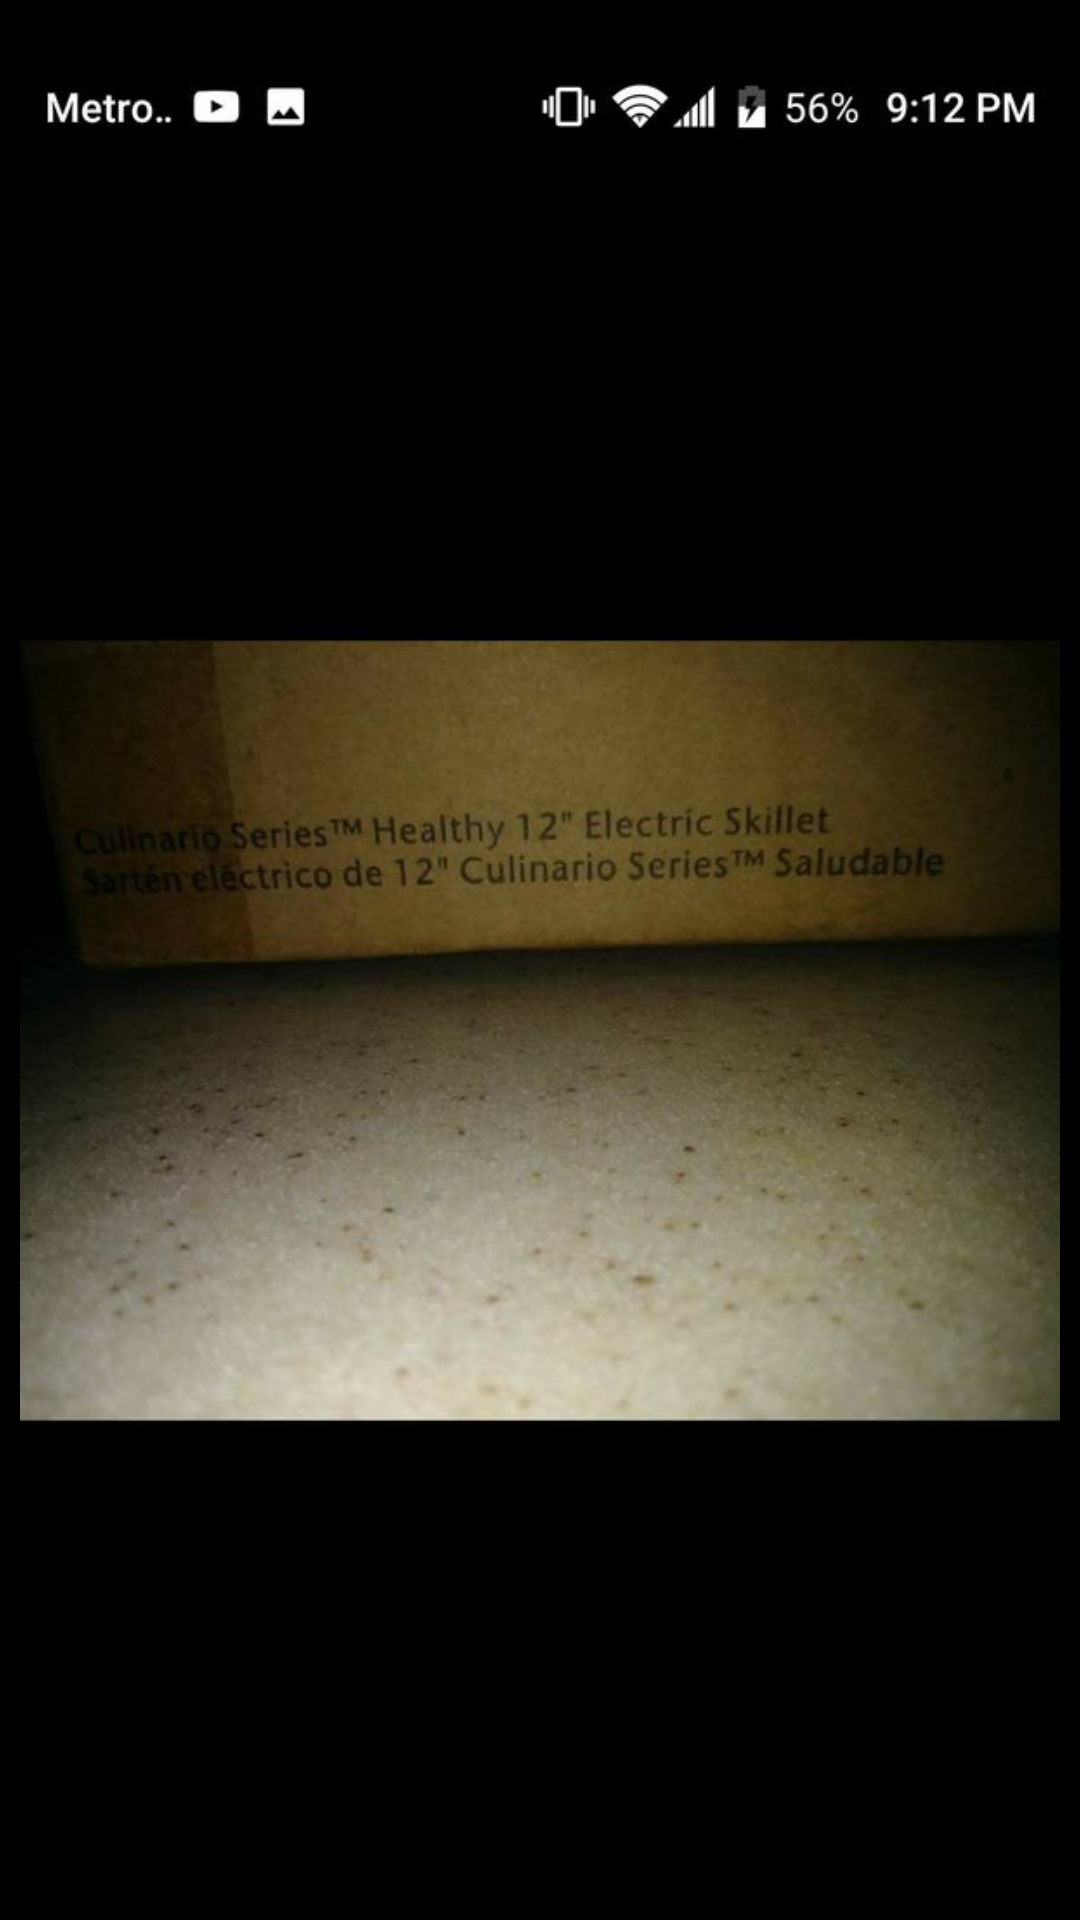 Metro..
56% 9:12 PM
Culinario Series™ Healthy 12" Electric Skillet
Sartén eléctrico de 12" Culinario Series™ Saludable